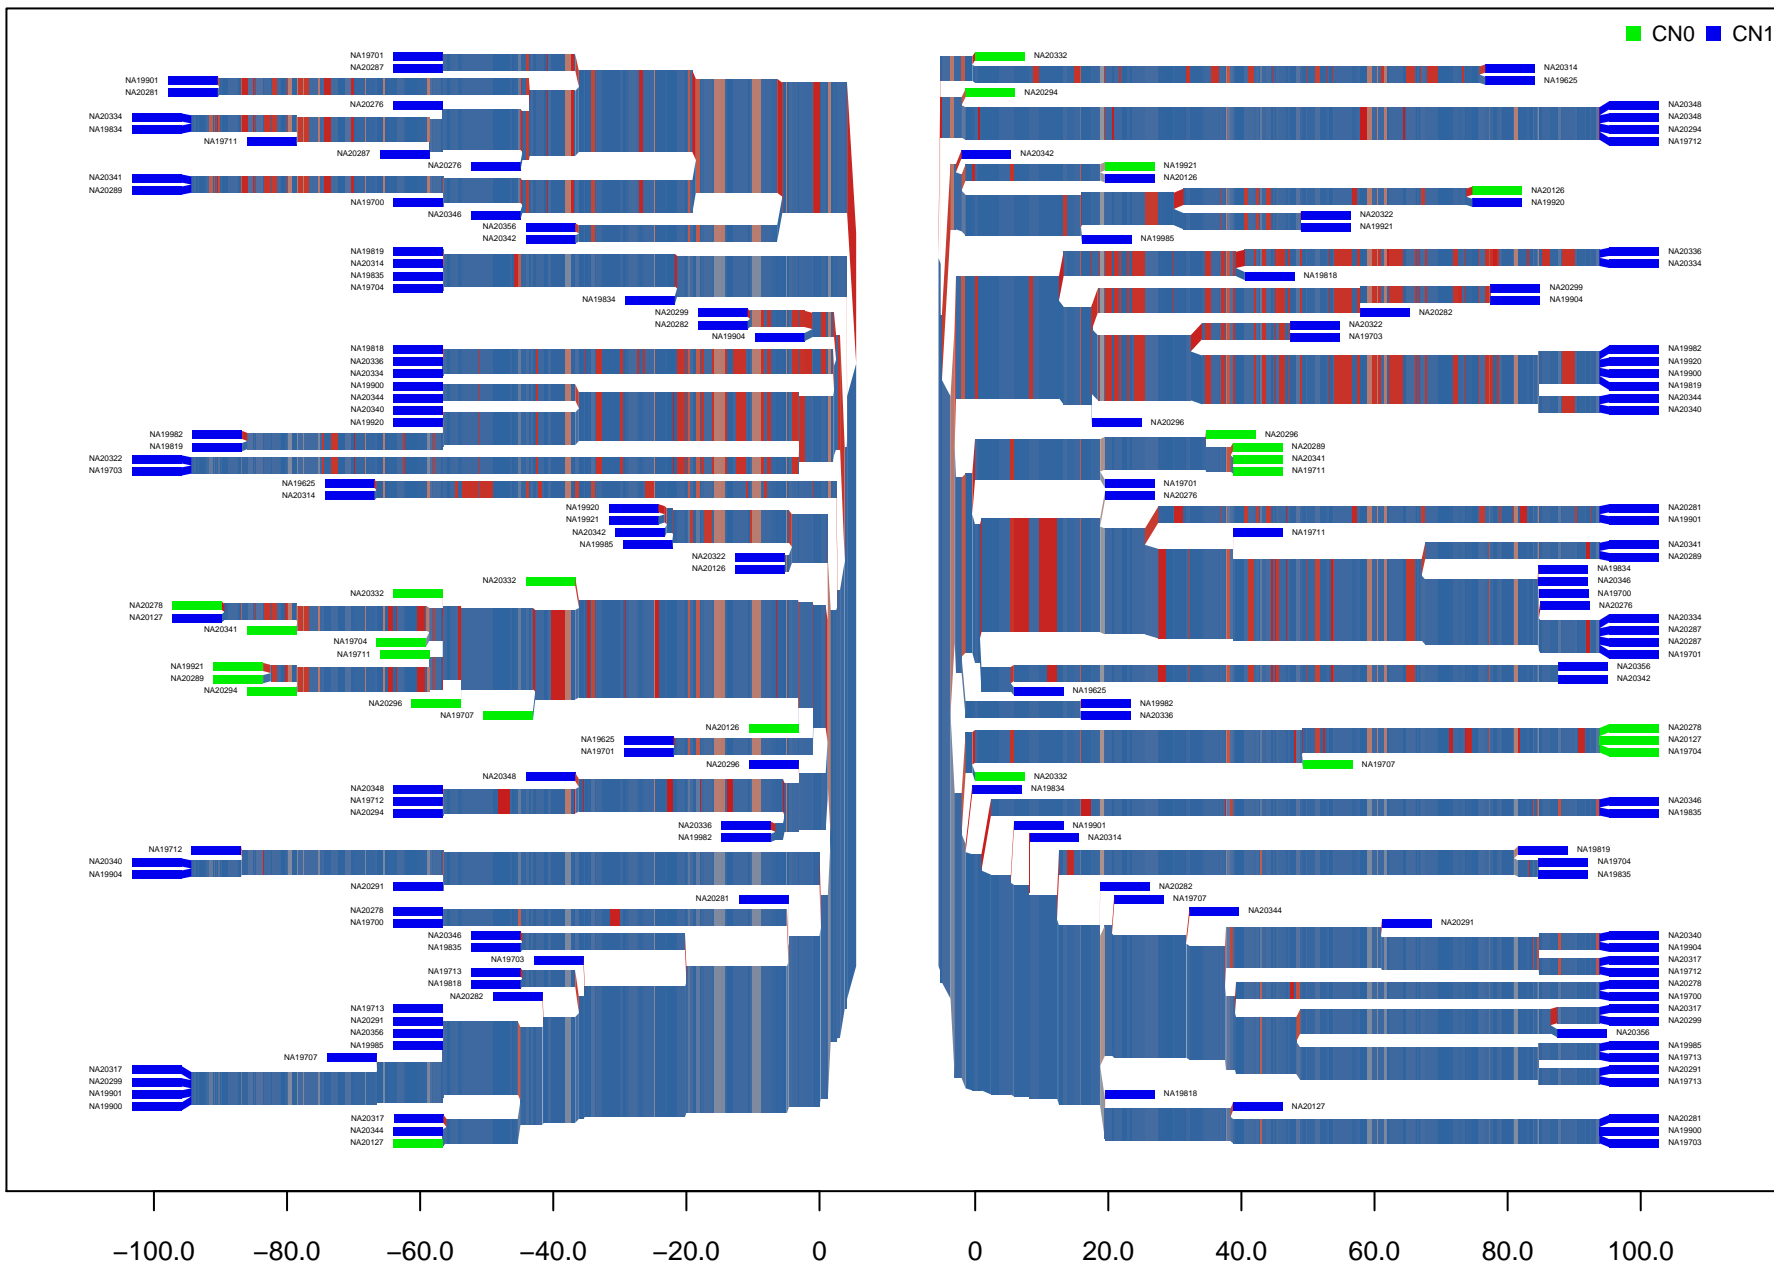 CN0 CN1
NA19701
NA20287
NA19901
NA20281
NA20276
NA20334
NA19834
NA19711
NA20287
NA20276
NA20341
NA20289
NA19700
NA20346
NA20356
NA20342
NA19819
NA20314
NA19835
NA19704
NA19834
NA20299
NA20282
NA19904
NA19818
NA20336
NA20334
NA19900
NA20344
NA20340
NA19920
NA19982
NA19819
NA20322
NA19703
NA19625
NA20314
NA19920
NA19921
NA20342
NA19985
NA20322
NA20126
NA20332
NA20332
NA20278
NA20127
NA20341
NA19704
NA19711
NA19921
NA20289
NA20294
NA20296
NA19707
NA20126
NA19625
NA19701
NA20296
NA20348
NA20348
NA19712
NA20294
NA20336
NA19982
NA19712
NA20340
NA19904
NA20291
NA20281
NA20278
NA19700
NA20346
NA19835
NA19703
NA19713
NA19818
NA20282
NA19713
NA20291
NA20356
NA19985
NA19707
NA20317
NA20299
NA19901
NA19900
NA20317
NA20344
NA20127
NA20332
NA20314
NA19625
NA20294
NA20348
NA20348
NA20294
NA19712
NA20342
NA19921
NA20126
NA20126
NA19920
NA20322
NA19921
NA19985
NA20336
NA20334
NA19818
NA20299
NA19904
NA20282
NA20322
NA19703
NA19982
NA19920
NA19900
NA19819
NA20344
NA20340
NA20296
NA20296
NA20289
NA20341
NA19711
NA19701
NA20276
NA20281
NA19901
NA19711
NA20341
NA20289
NA19834
NA20346
NA19700
NA20276
NA20334
NA20287
NA20287
NA19701
NA20356
NA20342
NA19625
NA19982
NA20336
NA20278
NA20127
NA19704
NA19707
NA20332
NA19834
NA20346
NA19835
NA19901
NA20314
NA19819
NA19704
NA19835
NA20282
NA19707
NA20344
NA20291
NA20340
NA19904
NA20317
NA19712
NA20278
NA19700
NA20317
NA20299
NA20356
NA19985
NA19713
NA20291
NA19713
NA19818
NA20127
NA20281
NA19900
NA19703
−100.0 −80.0 −60.0 −40.0 −20.0 0 0 20.0 40.0 60.0 80.0 100.0